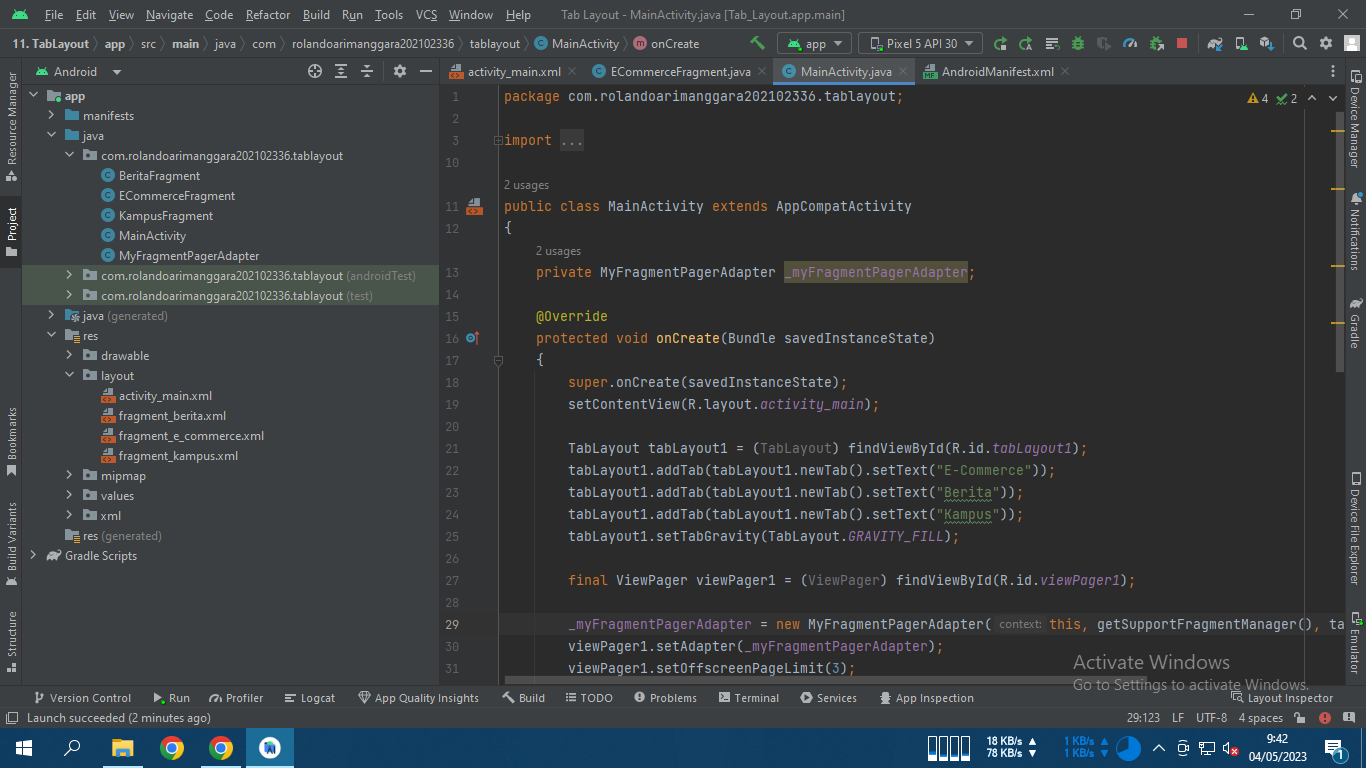 File Edit View Navigate Code Refactor Build Run Tools VCS Window Help Tab Layout - MainActivity.java [Tab_Layout.app.main]
11. TabLayout app src main java com rolandoarimanggara202102336 tablayout MainActivity onCreate app Pixel 5 API 30
Android
activity_main.xml ECommerceFragment.java MainActivity.java AndroidManifest.xml
Resource Manager
Project
Bookmarks
Build Variants
Structure
app
manifests
java
com.rolandoarimanggara202102336.tablayout
BeritaFragment
ECommerceFragment
KampusFragment
MainActivity
MyFragmentPagerAdapter
com.rolandoarimanggara202102336.tablayout (androidTest)
com.rolandoarimanggara202102336.tablayout (test)
java (generated)
res
drawable
layout
activity_main.xml
fragment_berita.xml
fragment_e_commerce.xml
fragment_kampus.xml
mipmap
values
xml
res (generated)
Gradle Scripts
4 2
1 package com.rolandoarimanggara202102336.tablayout;
2
3 import ...
10
2 usages
11 public class MainActivity extends AppCompatActivity
12 {
2 usages
13 private MyFragmentPagerAdapter _myFragmentPagerAdapter;
14
15 @Override
16 protected void onCreate(Bundle savedInstanceState)
17 {
18 super.onCreate(savedInstanceState);
19 setContentView(R.layout.activity_main);
20
21 TabLayout tabLayout1 = (TabLayout) findViewById(R.id.tabLayout1);
22 tabLayout1.addTab(tabLayout1.newTab().setText("E-Commerce"));
23 tabLayout1.addTab(tabLayout1.newTab().setText("Berita"));
24 tabLayout1.addTab(tabLayout1.newTab().setText("Kampus"));
25 tabLayout1.setTabGravity(TabLayout.GRAVITY_FILL);
26
27 final ViewPager viewPager1 = (ViewPager) findViewById(R.id.viewPager1);
28
29 _myFragmentPagerAdapter = new MyFragmentPagerAdapter( context: this, getSupportFragmentManager(), ta
30 viewPager1.setAdapter(_myFragmentPagerAdapter);
31 viewPager1.setOffscreenPageLimit(3);
Device Manager
Notifications
Gradle
Device File Explorer
Emulator
Activate Windows
Go to Settings to activate Windows.
Version Control Run Profiler Logcat App Quality Insights Build TODO Problems Terminal Services App Inspection Layout Inspector
Launch succeeded (2 minutes ago) 29:123 LF UTF-8 4 spaces
18 KB/s 1 KB/s 9:42
78 KB/s 1 KB/s 04/05/2023
1